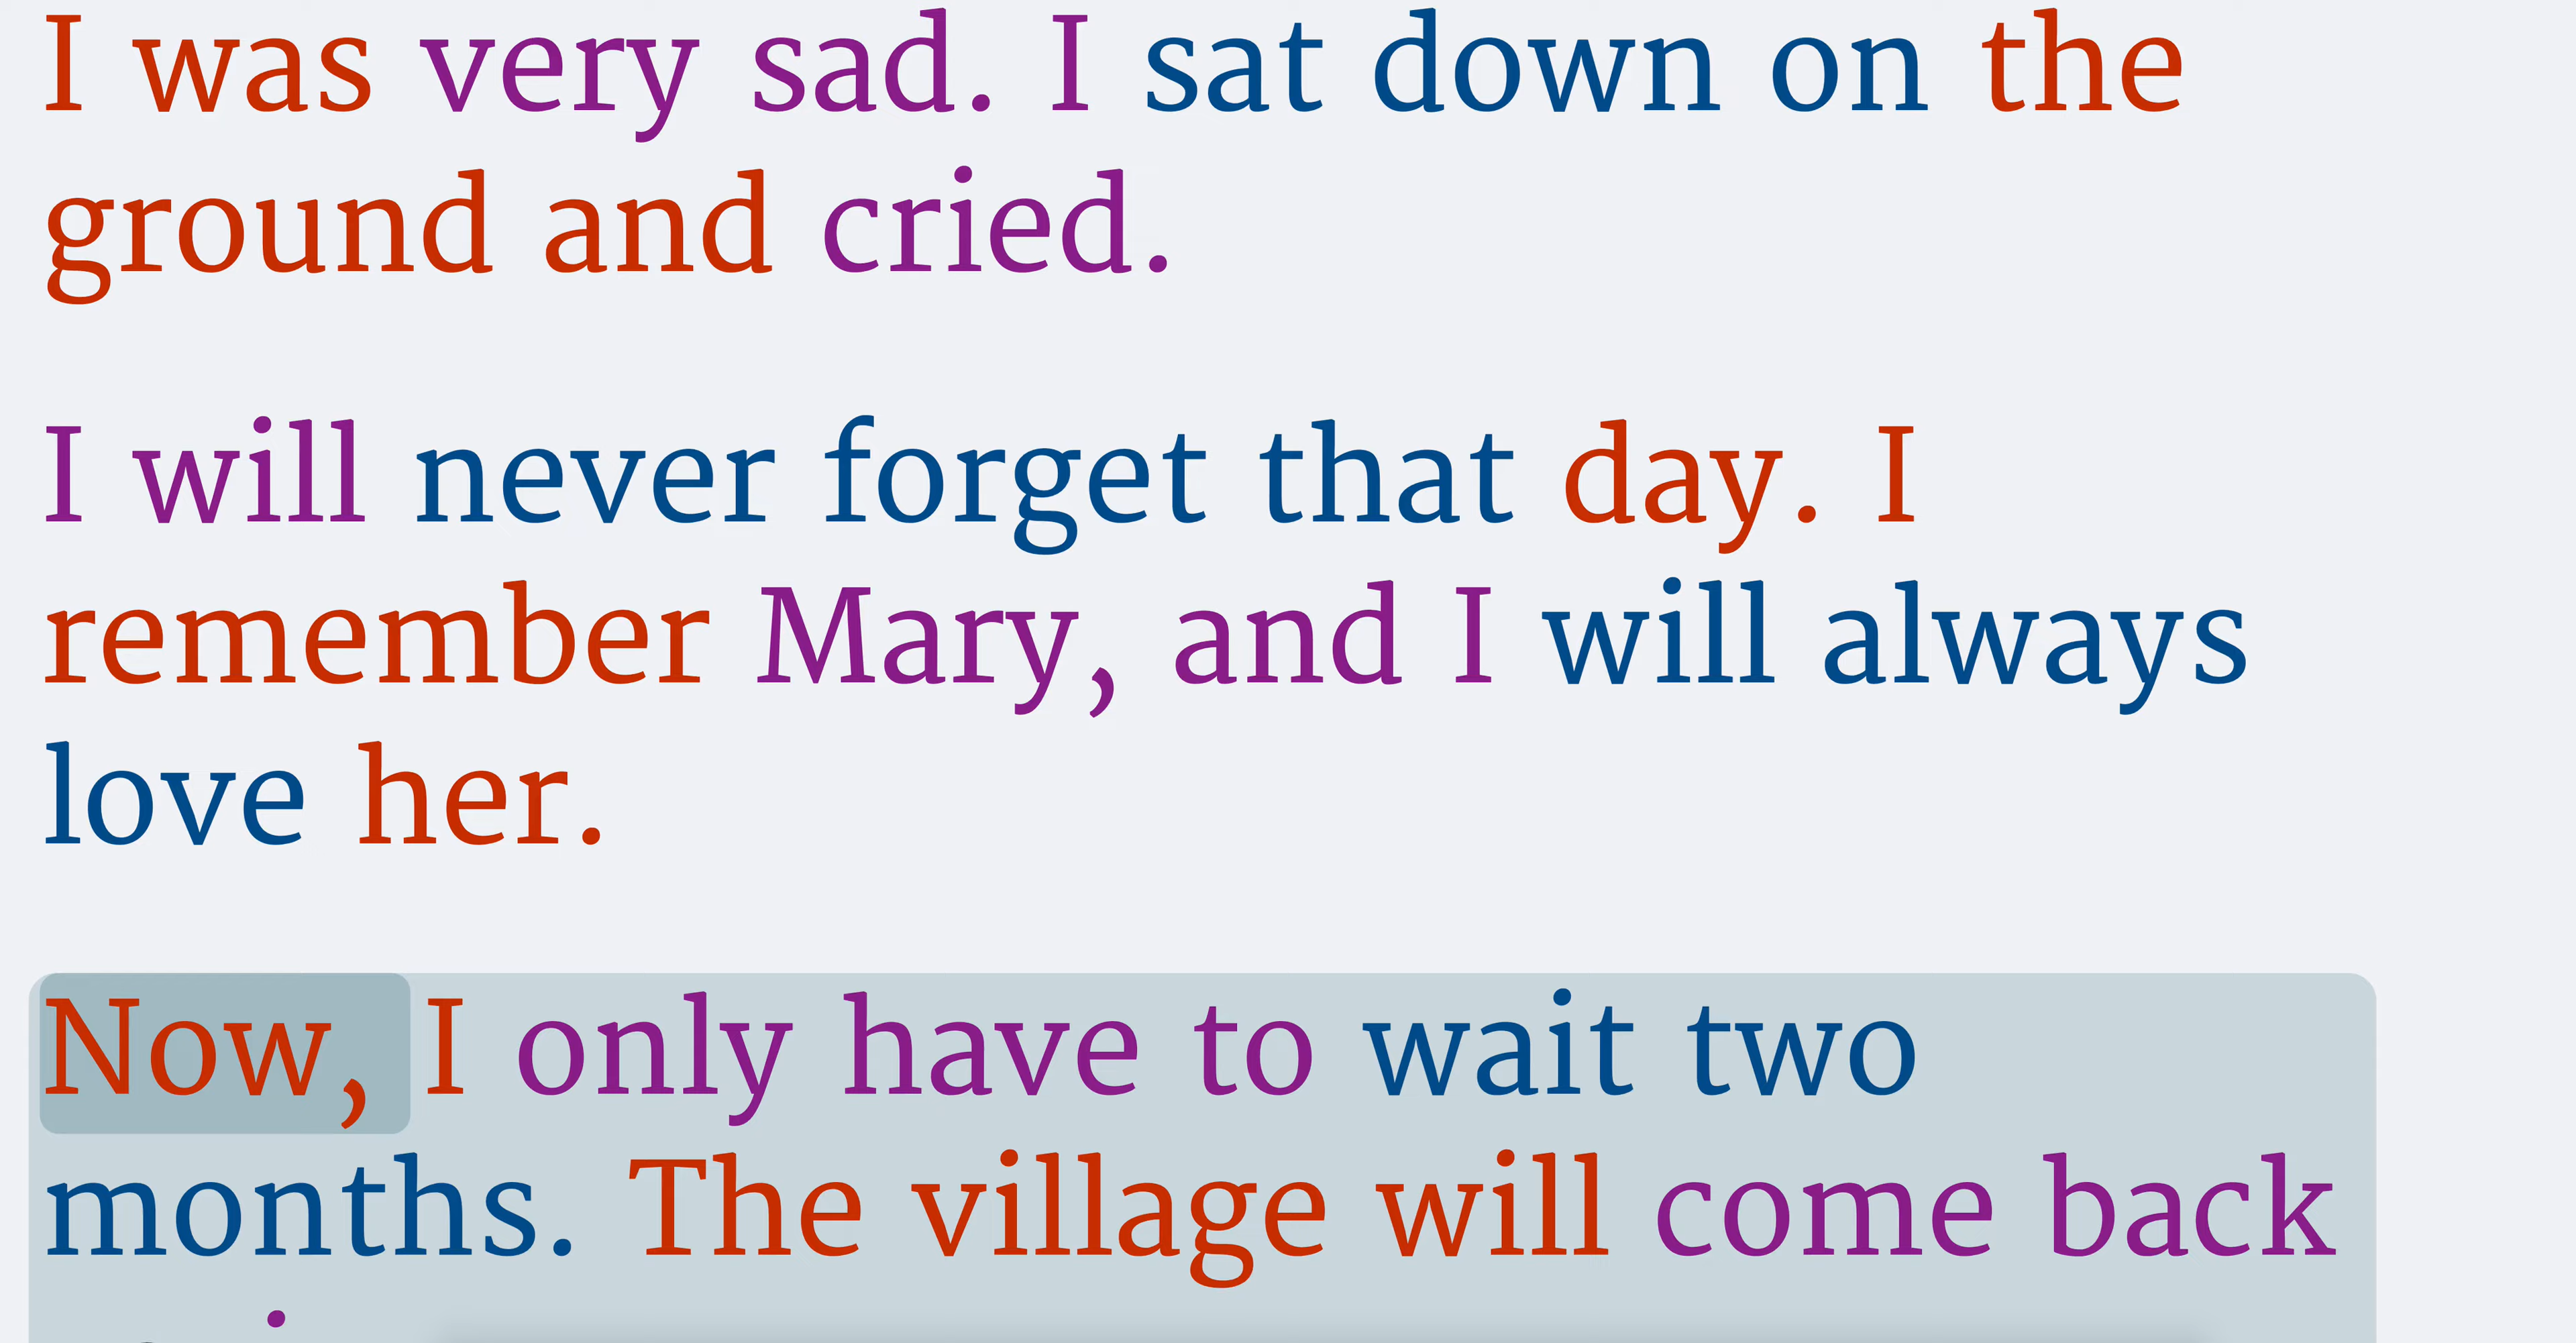 I was very sad. I sat down on the
ground and cried.
I will never forget that day. I
remember Mary, and I will always
love her.
Now, I only have to wait two
months. The village will come back